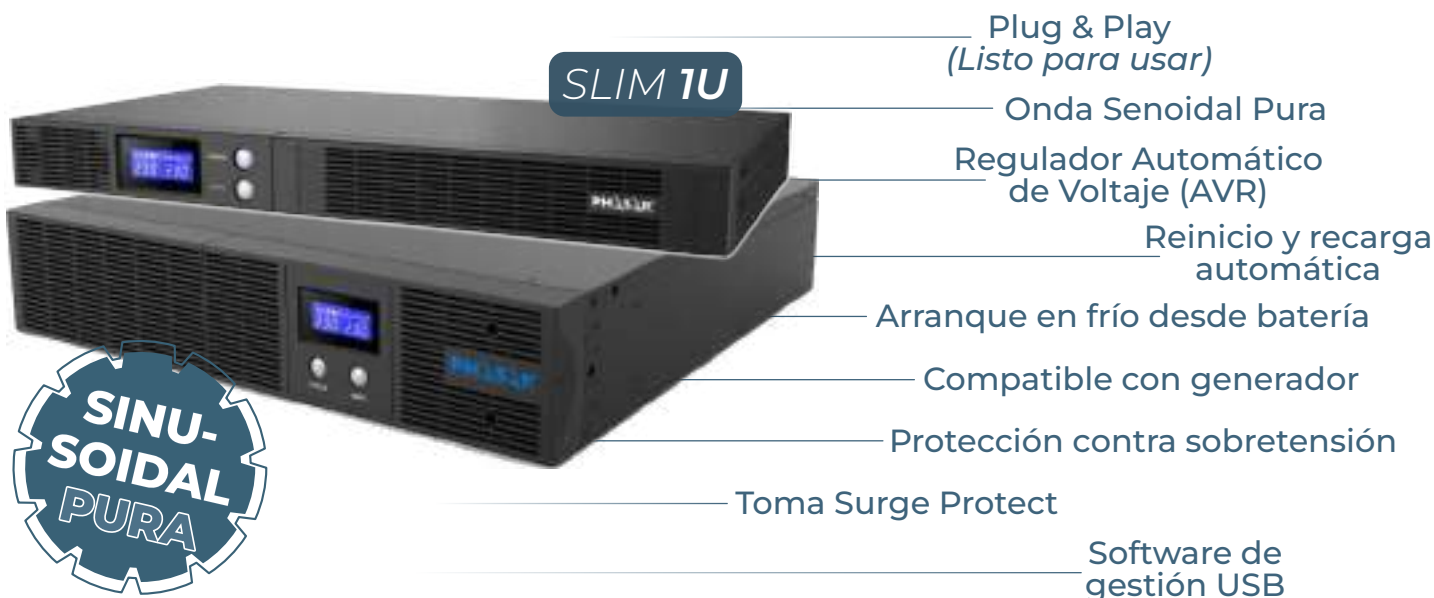 Plug & Play
(Listo para usar)
SLIM 1U
Onda Senoidal Pura
Regulador Automático
de Voltaje (AVR)
Reinicio y recarga
automática
Arranque en frío desde batería
Compatible con generador
Protección contra sobretensión
SINU-
SOIDAL
PURA
Toma Surge Protect
Software de
gestión USB